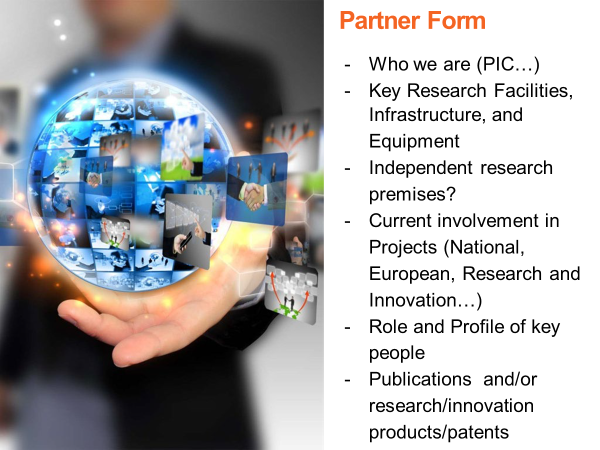 Partner Form
- Who we are (PIC…)
- Key Research Facilities,
Infrastructure, and
Equipment
- Independent research
premises?
- Current involvement in
Projects (National,
European, Research and
Innovation…)
- Role and Profile of key
people
- Publications and/or
research/innovation
products/patents